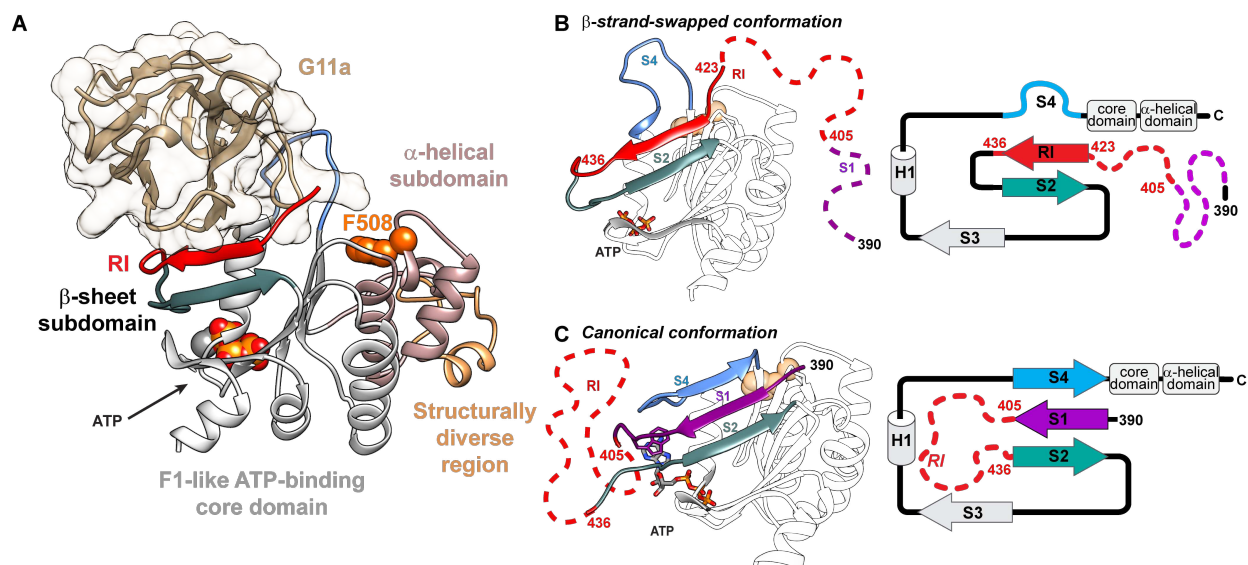 A
G11a
α-helical
subdomain
F508
RI
β-sheet
subdomain
ATP
Structurally
diverse
region
F1-like ATP-binding
core domain
B β-strand-swapped conformation
S4
423
RI
436
S2
405
S1
390
ATP
S4
core
domain
α-helical
domain
C
436
423
RI
H1
S2
405
390
S3
C Canonical conformation
RI
S4
S1
390
S2
405
436
ATP
S4
core
domain
α-helical
domain
C
405
S1
390
H1
RI
436
S2
S3